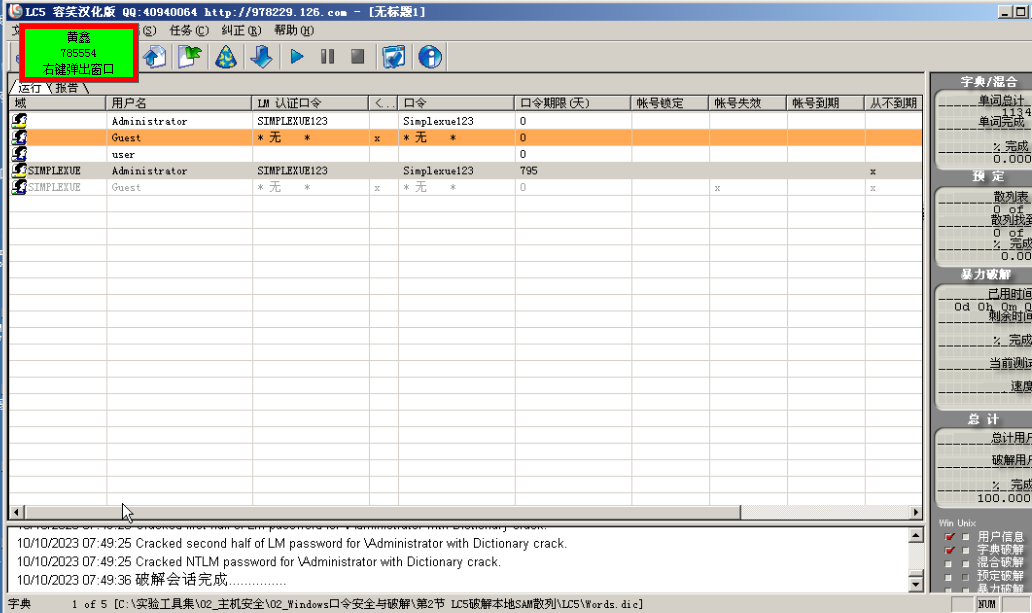 LC5 容笑汉化版 QQ:40940064 http://978229.126.com - [无标题1]
(S) 任务(C) 纠正(R) 帮助(H)
黄鑫
785554
右键弹出窗口
运行 报告
域 用户名 LM 认证口令 <.. 口令 口令期限(天) 帐号锁定 帐号失效 帐号到期 从不到期
Administrator SIMPLEXUE123 Simplexue123 0
Guest * 无 * x * 无 * 0
user 0
SIMPLEXUE Administrator SIMPLEXUE123 Simplexue123 795 x
SIMPLEXUE Guest * 无 * x * 无 * 0 x x
字典/混合
单词总计
1134
单词完成
% 完成
0.000
预 定
散列表
0 of
散列找到
0 of
% 完成
0.00
暴力破解
已用时间
0d 0h 0m 0
剩余时间
% 完成
当前测试
速度
总 计
总计用户
破解用户
% 完成
100.000
Win Unix
用户信息
字典破解
混合破解
预定破解
暴力破解
10/10/2023 07:49:25 Cracked first half of LM password for \Administrator with Dictionary crack.
10/10/2023 07:49:25 Cracked second half of LM password for \Administrator with Dictionary crack.
10/10/2023 07:49:25 Cracked NTLM password for \Administrator with Dictionary crack.
10/10/2023 07:49:36 破解会话完成...............
字典 1 of 5 [C:\实验工具集\02_主机安全\02_Windows口令安全与破解\第2节 LC5破解本地SAM散列\LC5\Words.dic] NUM